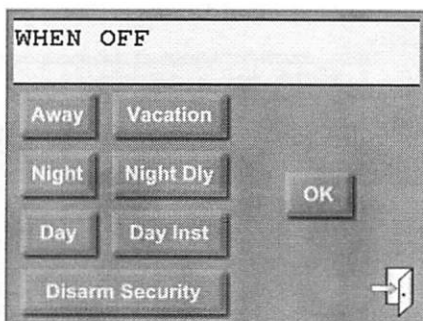 WHEN OFF
Away Vacation
Night Night Dly
OK
Day Day Inst
Disarm Security